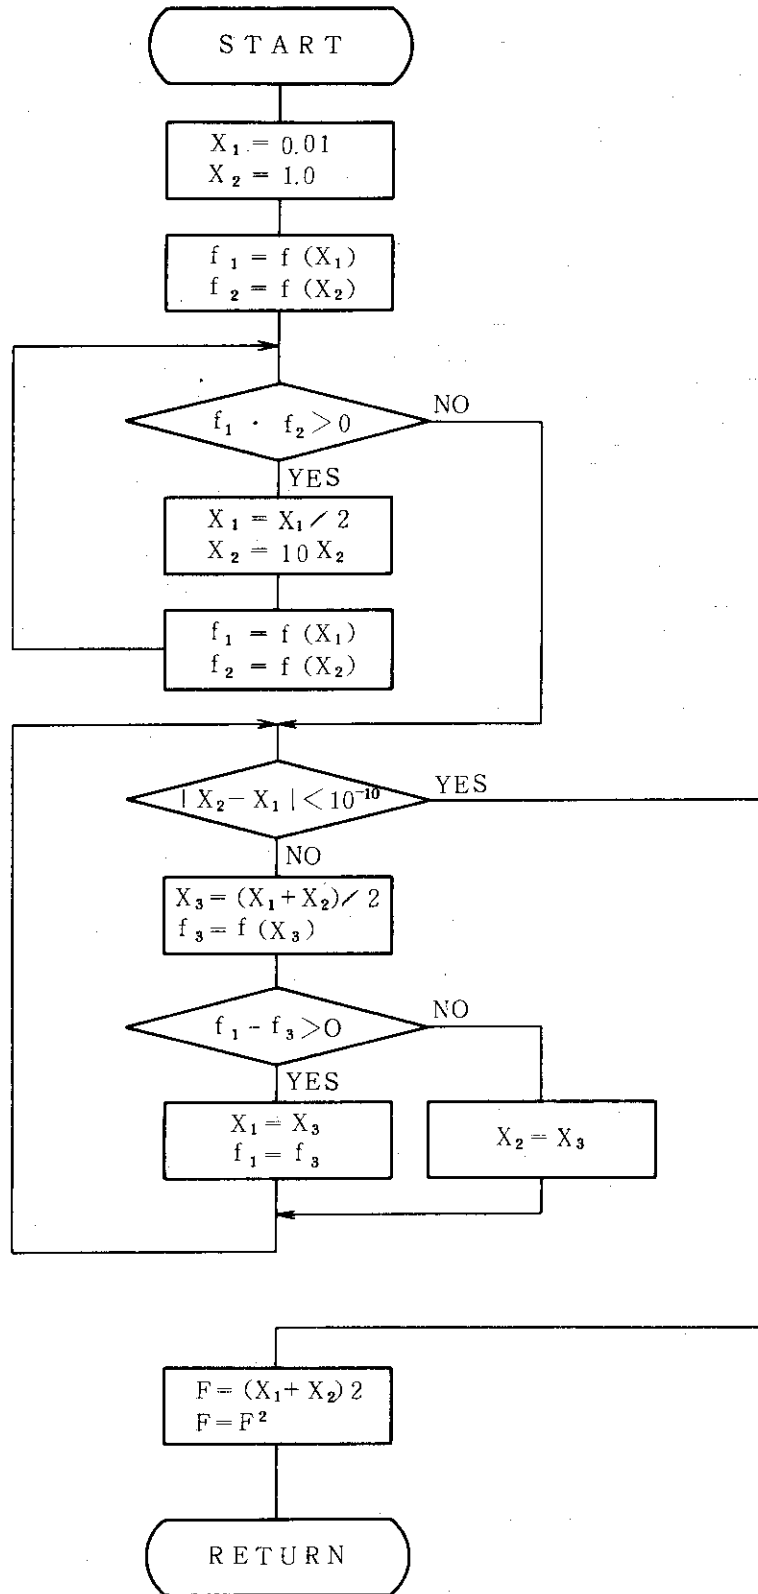 START
X₁ = 0.01
X₂ = 1.0
f₁ = f (X₁)
f₂ = f (X₂)
f₁ · f₂ > 0
NO
YES
X₁ = X₁ / 2
X₂ = 10 X₂
f₁ = f (X₁)
f₂ = f (X₂)
| X₂ − X₁ | < 10⁻¹⁰
YES
NO
X₃ = (X₁ + X₂) / 2
f₃ = f (X₃)
f₁ − f₃ > 0
NO
YES
X₁ = X₃
f₁ = f₃
X₂ = X₃
F = (X₁ + X₂) 2
F = F²
RETURN